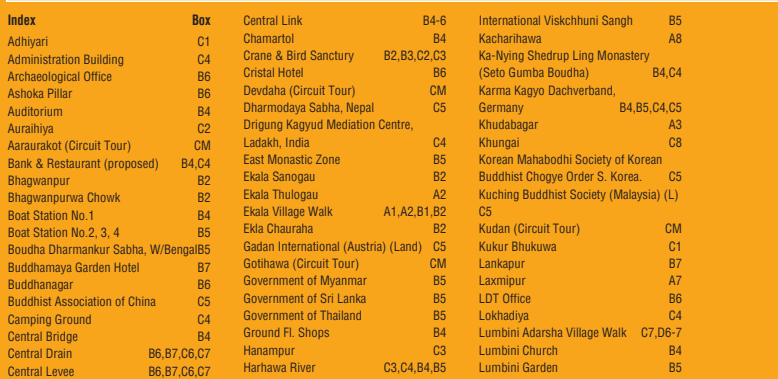 Index Box
Adhiyari C1
Administration Building C4
Archaeological Office B6
Ashoka Pillar B6
Auditorium B4
Auraihiya C2
Aaraurakot (Circuit Tour) CM
Bank & Restaurant (proposed) B4,C4
Bhagwanpur B2
Bhagwanpurwa Chowk B2
Boat Station No.1 B4
Boat Station No.2, 3, 4 B5
Boudha Dharmankur Sabha, W/BengalB5
Buddhamaya Garden Hotel B7
Buddhanagar B6
Buddhist Association of China C5
Camping Ground C4
Central Bridge B4
Central Drain B6,B7,C6,C7
Central Levee B6,B7,C6,C7
Central Link B4-6
Chamartol B4
Crane & Bird Sanctury B2,B3,C2,C3
Cristal Hotel B6
Devdaha (Circuit Tour) CM
Dharmodaya Sabha, Nepal C5
Drigung Kagyud Mediation Centre,
Ladakh, India C4
East Monastic Zone B5
Ekala Sanogau B2
Ekala Thulogau A2
Ekala Village Walk A1,A2,B1,B2
Ekla Chauraha B2
Gadan International (Austria) (Land) C5
Gotihawa (Circuit Tour) CM
Government of Myanmar B5
Government of Sri Lanka B5
Government of Thailand B5
Ground Fl. Shops B4
Hanampur C3
Harhawa River C3,C4,B4,B5
International Viskchhuni Sangh B5
Kacharihawa A8
Ka-Nying Shedrup Ling Monastery
(Seto Gumba Boudha) B4,C4
Karma Kagyo Dachverband,
Germany B4,B5,C4,C5
Khudabagar A3
Khungai C8
Korean Mahabodhi Society of Korean
Buddhist Chogye Order S. Korea. C5
Kuching Buddhist Society (Malaysia) (L)
C5
Kudan (Circuit Tour) CM
Kukur Bhukuwa C1
Lankapur B7
Laxmipur A7
LDT Office B6
Lokhadiya C4
Lumbini Adarsha Village Walk C7,D6-7
Lumbini Church B4
Lumbini Garden B5